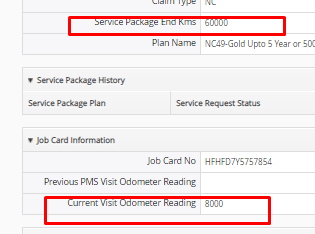 Claim Type NC
Service Package End Kms 60000
Plan Name NC49-Gold Upto 5 Year or 500
▼ Service Package History
Service Package Plan Service Request Status
▼ Job Card Information
Job Card No HFHFD7Y5757854
Previous PMS Visit Odometer Reading
Current Visit Odometer Reading 8000